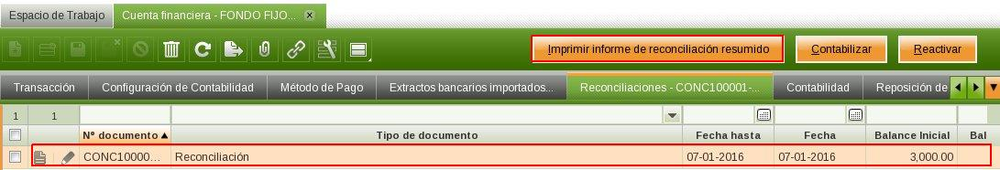 Espacio de Trabajo Cuenta financiera - FONDO FIJO... x
Imprimir informe de reconciliación resumido Contabilizar Reactivar
Transacción Configuración de Contabilidad Método de Pago Extractos bancarios importados... Reconciliaciones - CONC100001-... Contabilidad Reposición de
1 1
Nº documento Tipo de documento Fecha hasta Fecha Balance Inicial Bal
CONC10000... Reconciliación 07-01-2016 07-01-2016 3,000.00